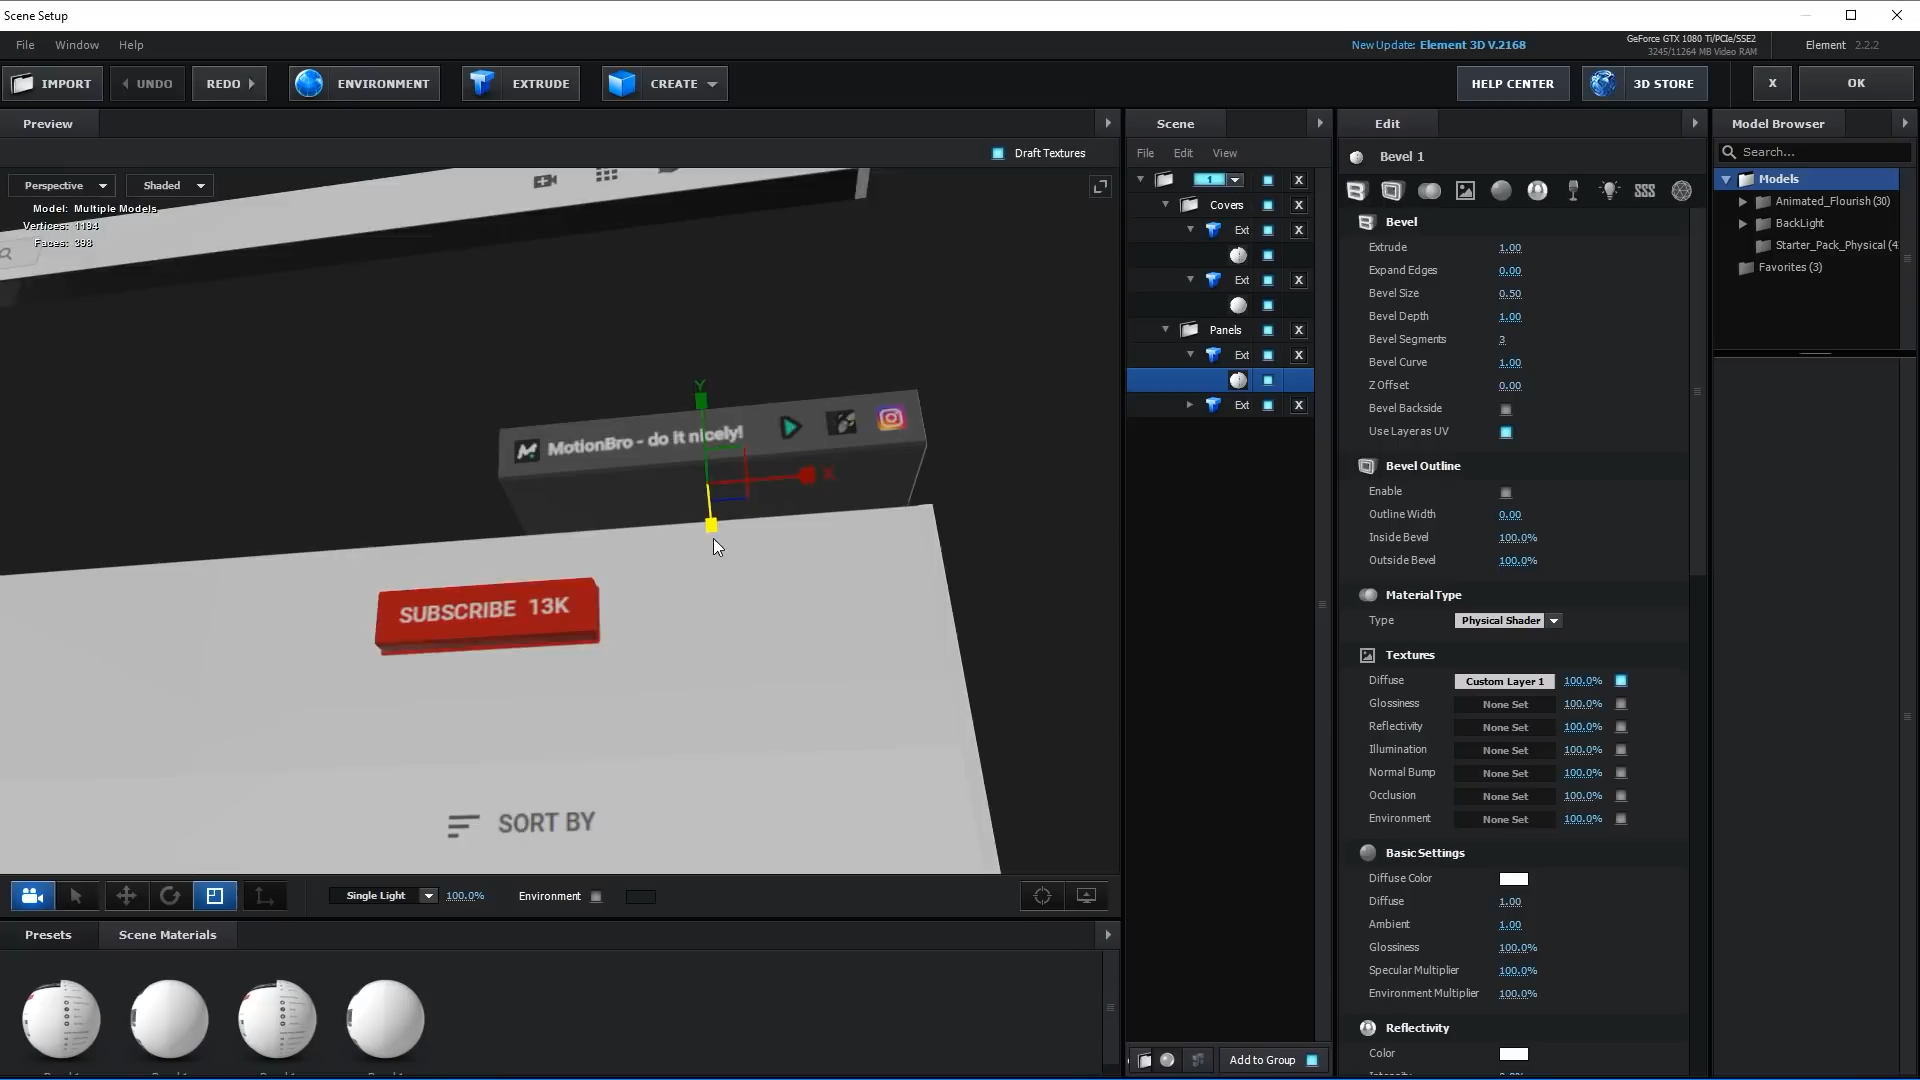 Scene Setup
File Window Help
New Update: Element 3D V.2168
GeForce GTX 1080 Ti/PCIe/SSE2
3245/11264 MB Video RAM
Element 2.2.2
IMPORT UNDO REDO ENVIRONMENT EXTRUDE CREATE HELP CENTER 3D STORE X OK
Preview
Draft Textures
Perspective Shaded
Model: Multiple Models
Vertices: 1194
Faces: 398
Y
X
MotionBro - do it nicely!
SUBSCRIBE 13K
SORT BY
Single Light 100.0% Environment
Presets Scene Materials
Scene
File Edit View
1 X
Covers X
Ext X
Ext X
Panels X
Ext X
Ext X
Add to Group
Edit
Bevel 1
Bevel
Extrude 1.00
Expand Edges 0.00
Bevel Size 0.50
Bevel Depth 1.00
Bevel Segments 3
Bevel Curve 1.00
Z Offset 0.00
Bevel Backside
Use Layer as UV
Bevel Outline
Enable
Outline Width 0.00
Inside Bevel 100.0%
Outside Bevel 100.0%
Material Type
Type Physical Shader
Textures
Diffuse Custom Layer 1 100.0%
Glossiness None Set 100.0%
Reflectivity None Set 100.0%
Illumination None Set 100.0%
Normal Bump None Set 100.0%
Occlusion None Set 100.0%
Environment None Set 100.0%
Basic Settings
Diffuse Color
Diffuse 1.00
Ambient 1.00
Glossiness 100.0%
Specular Multiplier 100.0%
Environment Multiplier 100.0%
Reflectivity
Color
Model Browser
Search...
Models
Animated_Flourish (30)
BackLight
Starter_Pack_Physical (4
Favorites (3)